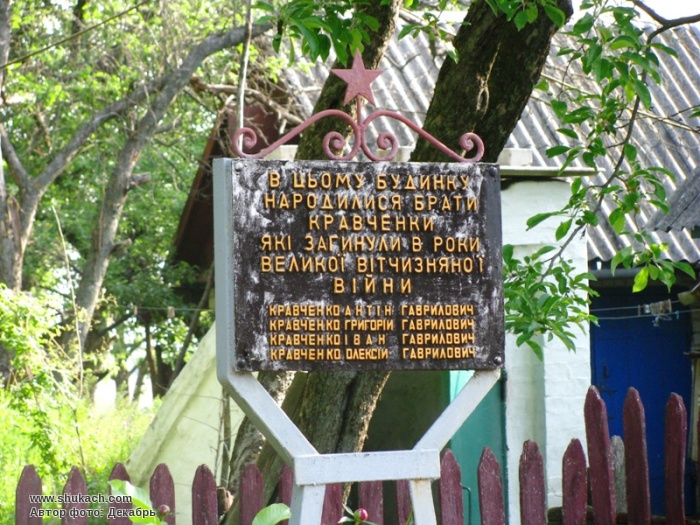 В ЦЬОМУ БУДИНКУ
НАРОДИЛИСЯ БРАТИ
КРАВЧЕНКИ
ЯКІ ЗАГИНУЛИ В РОКИ
ВЕЛИКОЇ ВІТЧИЗНЯНОЇ
ВІЙНИ
КРАВЧЕНКО АНТІН ГАВРИЛОВИЧ
КРАВЧЕНКО ГРИГОРІЙ ГАВРИЛОВИЧ
КРАВЧЕНКО ІВАН ГАВРИЛОВИЧ
КРАВЧЕНКО ОЛЕКСІЙ ГАВРИЛОВИЧ
www.shukach.com
Автор фото: Декабрь